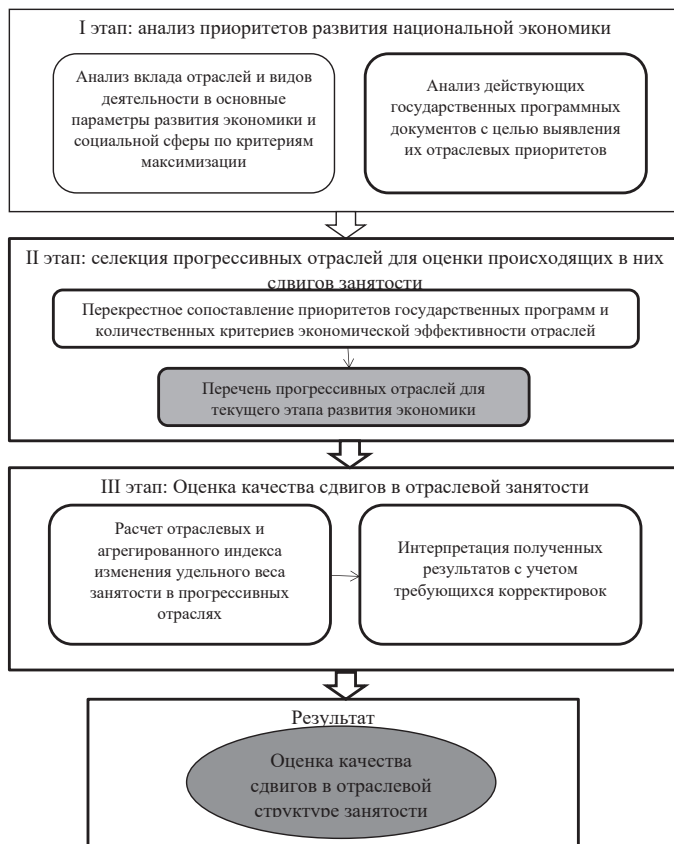 I этап: анализ приоритетов развития национальной экономики
Анализ вклада отраслей и видов
деятельности в основные
параметры развития экономики и
социальной сферы по критериям
максимизации
Анализ действующих
государственных программных
документов с целью выявления
их отраслевых приоритетов
II этап: селекция прогрессивных отраслей для оценки происходящих в них
сдвигов занятости
Перекрестное сопоставление приоритетов государственных программ и
количественных критериев экономической эффективности отраслей
Перечень прогрессивных отраслей для
текущего этапа развития экономики
III этап: Оценка качества сдвигов в отраслевой занятости
Расчет отраслевых и
агрегированного индекса
изменения удельного веса
занятости в прогрессивных
отраслях
Интерпретация полученных
результатов с учетом
требующихся корректировок
Результат
Оценка качества
сдвигов в отраслевой
структуре занятости